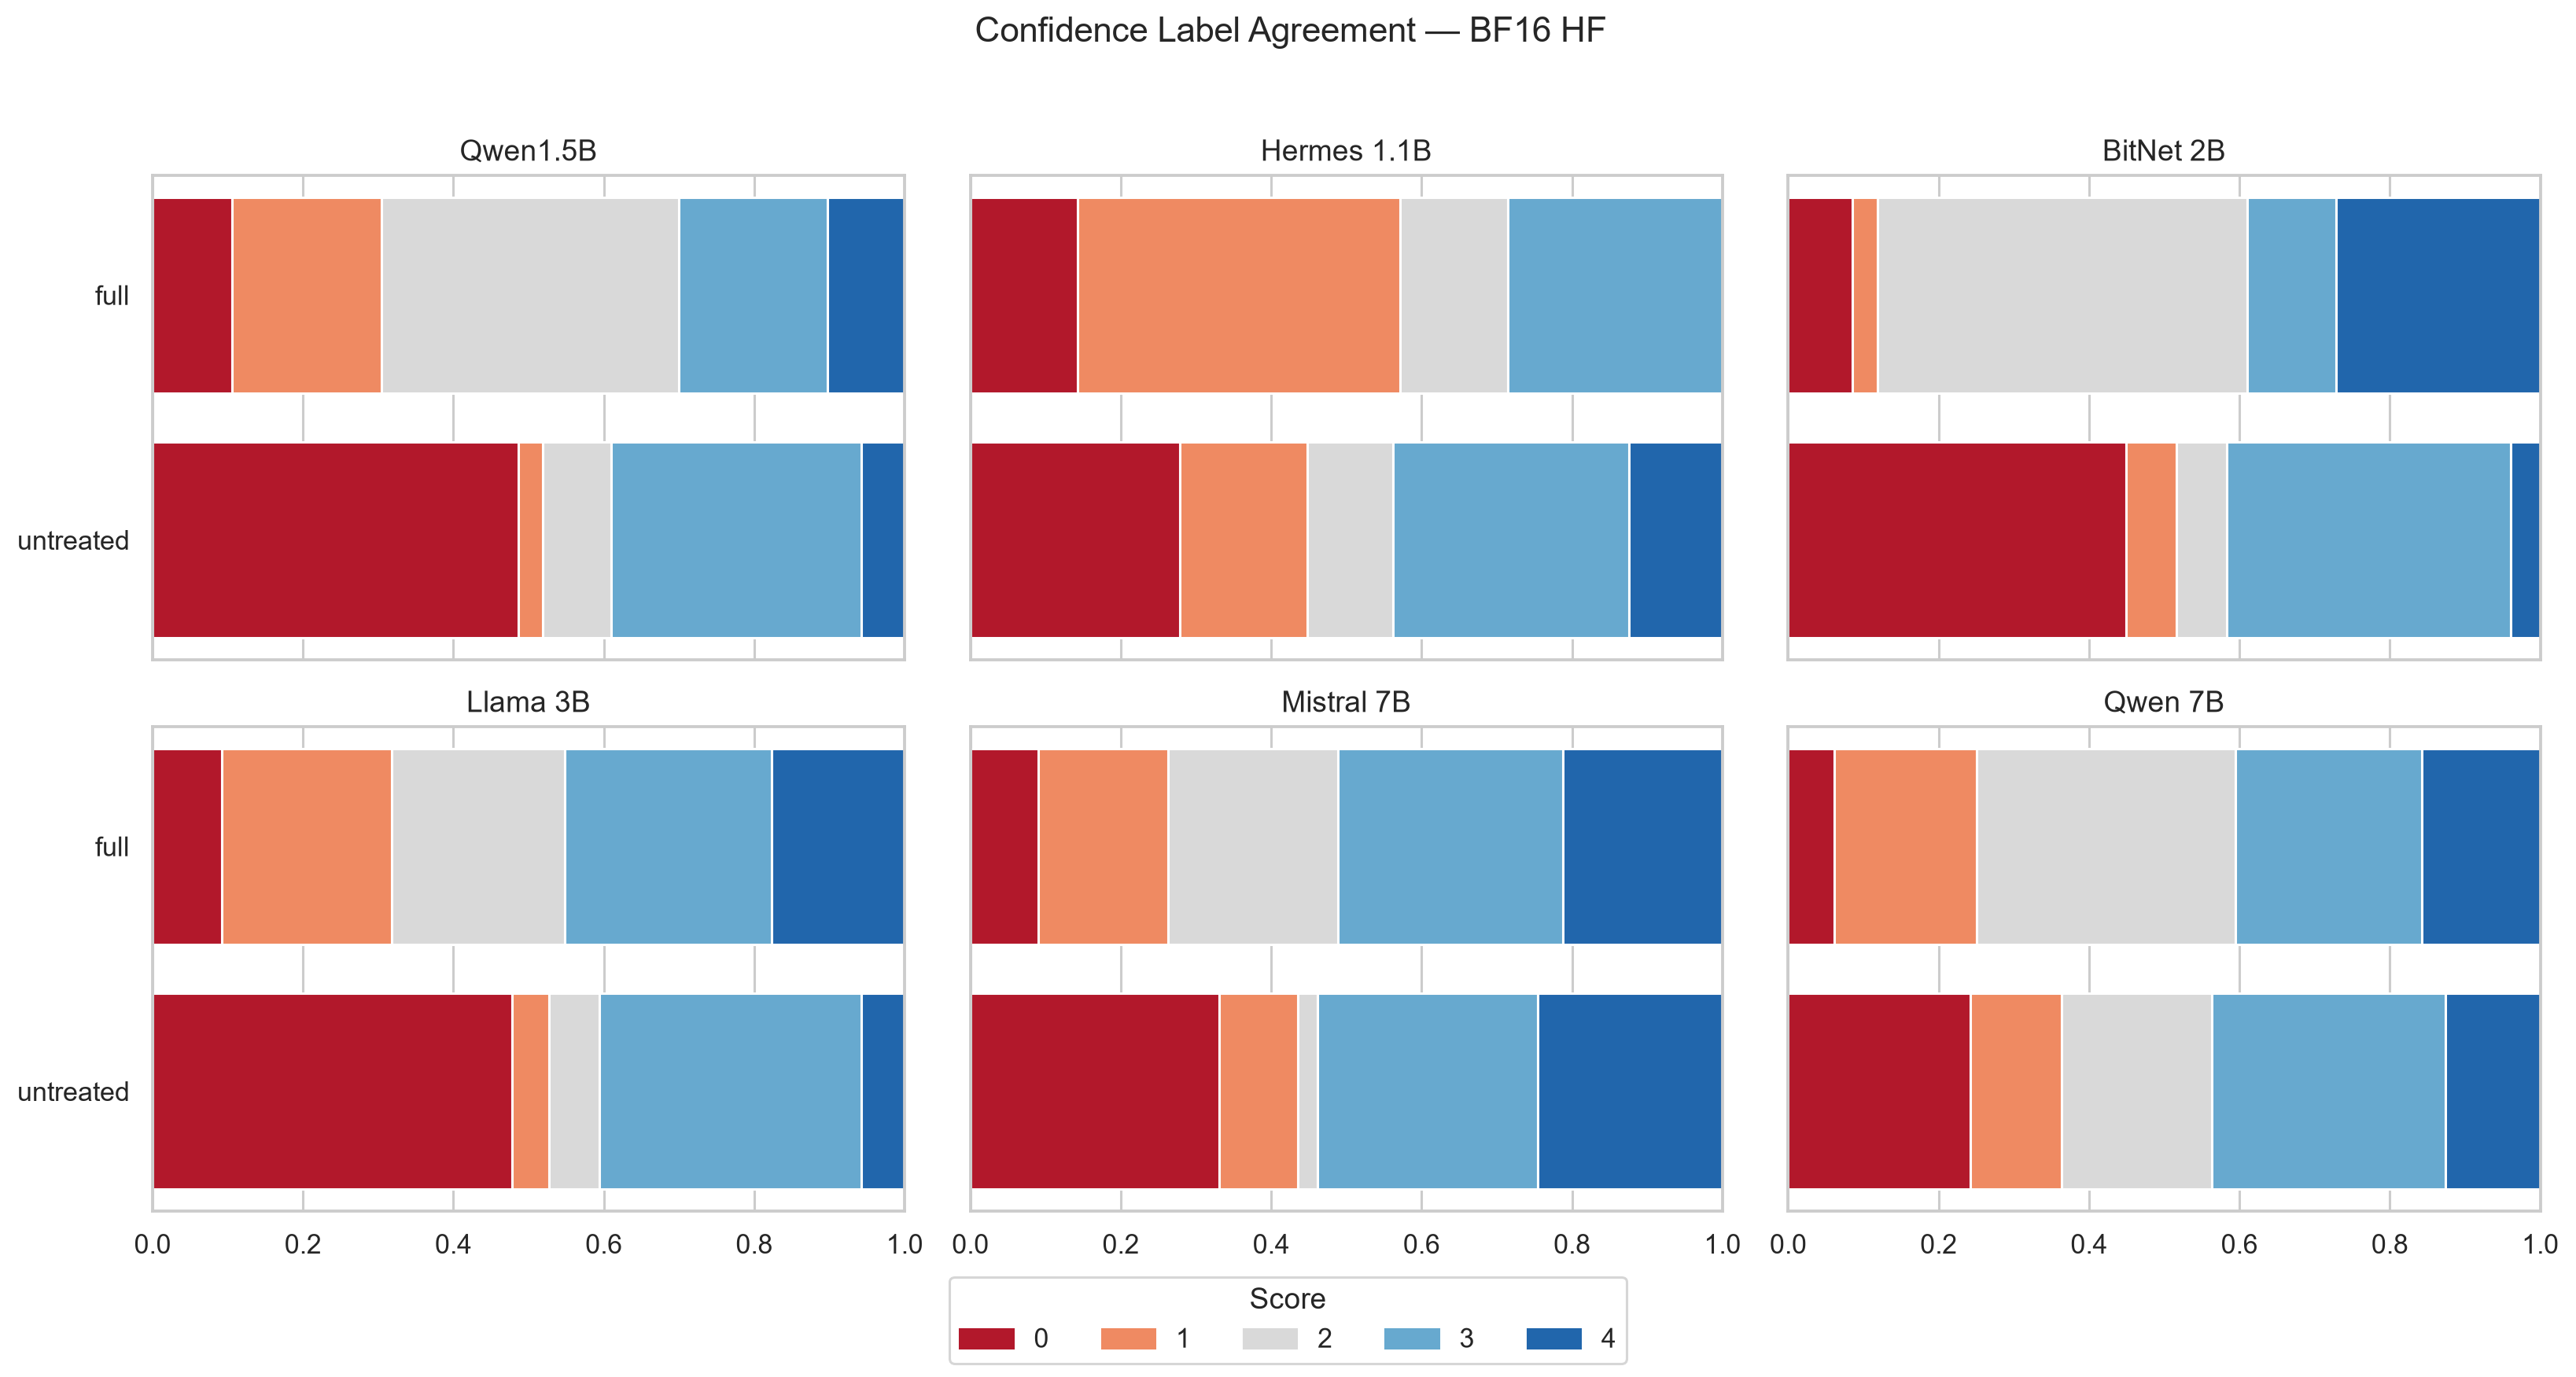 Confidence Label Agreement — BF16 HF
Qwen1.5B
Hermes 1.1B
BitNet 2B
full
untreated
Llama 3B
Mistral 7B
Qwen 7B
full
untreated
0.0 0.2 0.4 0.6 0.8 1.0
0.0 0.2 0.4 0.6 0.8 1.0
0.0 0.2 0.4 0.6 0.8 1.0
Score
0 1 2 3 4